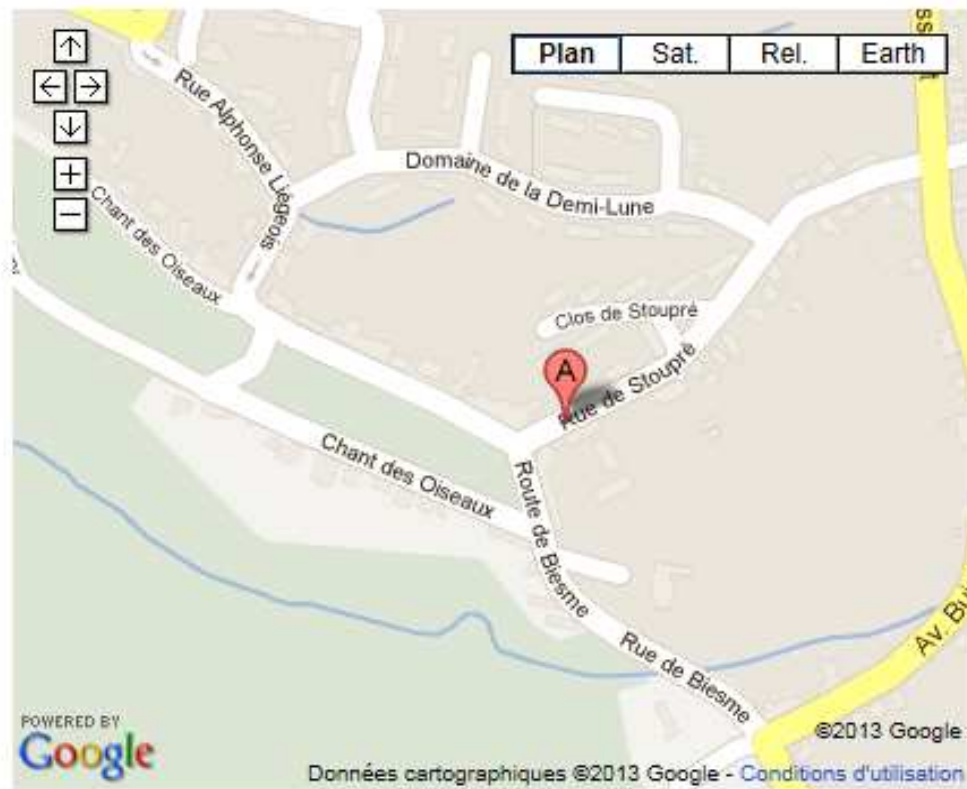 Plan
Sat.
Rel.
Earth
Rue Alphonse Liégeois
Domaine de la Demi-Lune
Chant des Oiseaux
Clos de Stoupré
A
Rue de Stoupré
Chant des Oiseaux
Route de Biesme
Rue de Biesme
Av. Bu
POWERED BY
Google
©2013 Google
Données cartographiques ©2013 Google - Conditions d'utilisation